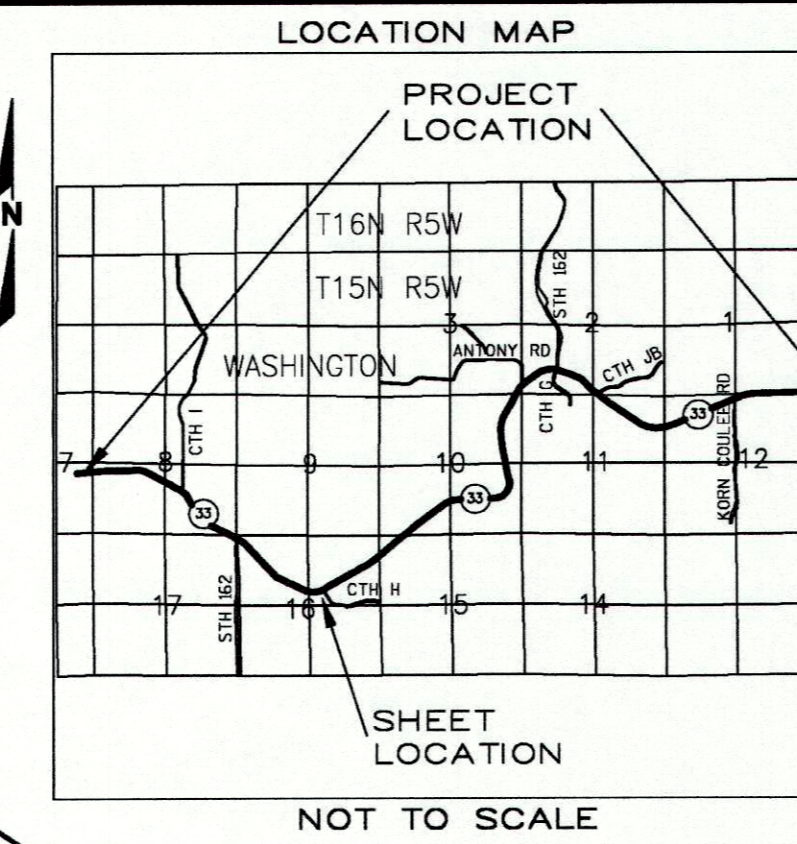 LOCATION MAP
PROJECT
LOCATION
N
T16N R5W
T15N R5W
STH 162
3
2
1
WASHINGTON
ANTONY RD
CTH JB
CTH I
CTH G
33
KORN COULEE RD
7
8
9
10
11
12
33
33
CTH H
STH 162
17
16
15
14
SHEET
LOCATION
NOT TO SCALE